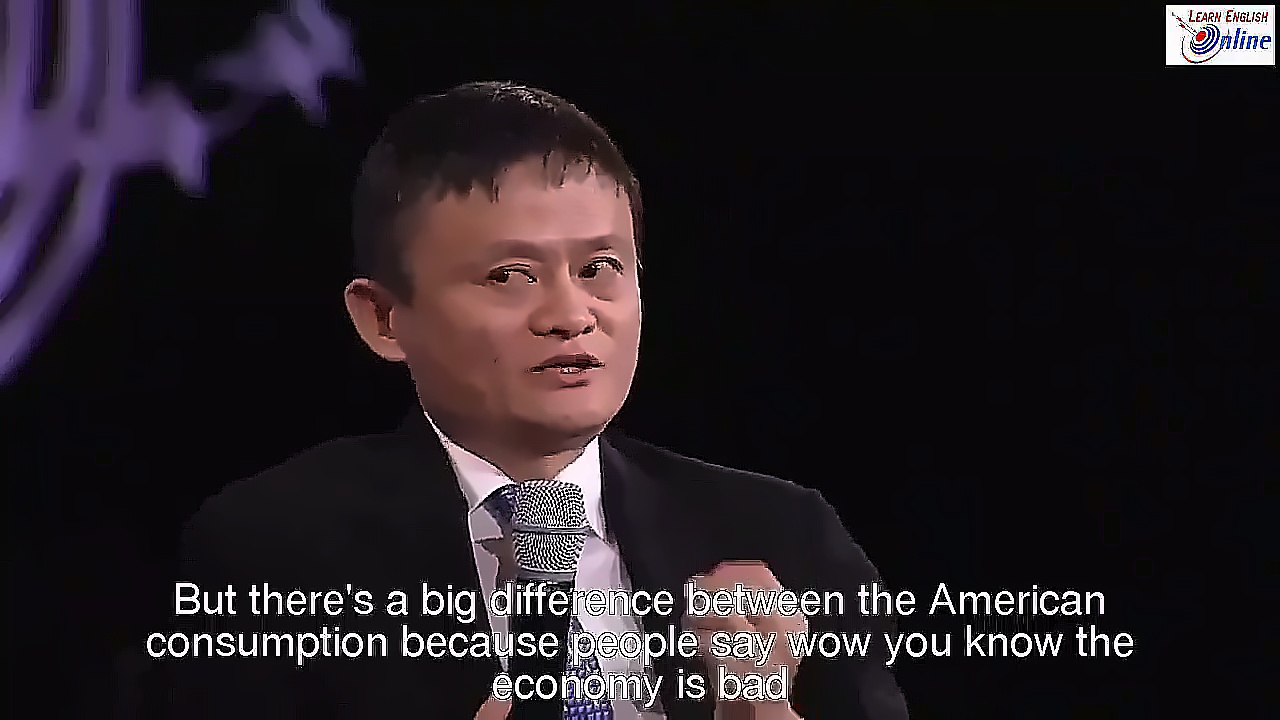 LEARN ENGLISH
Online
But there's a big difference between the American
consumption because people say wow you know the
economy is bad